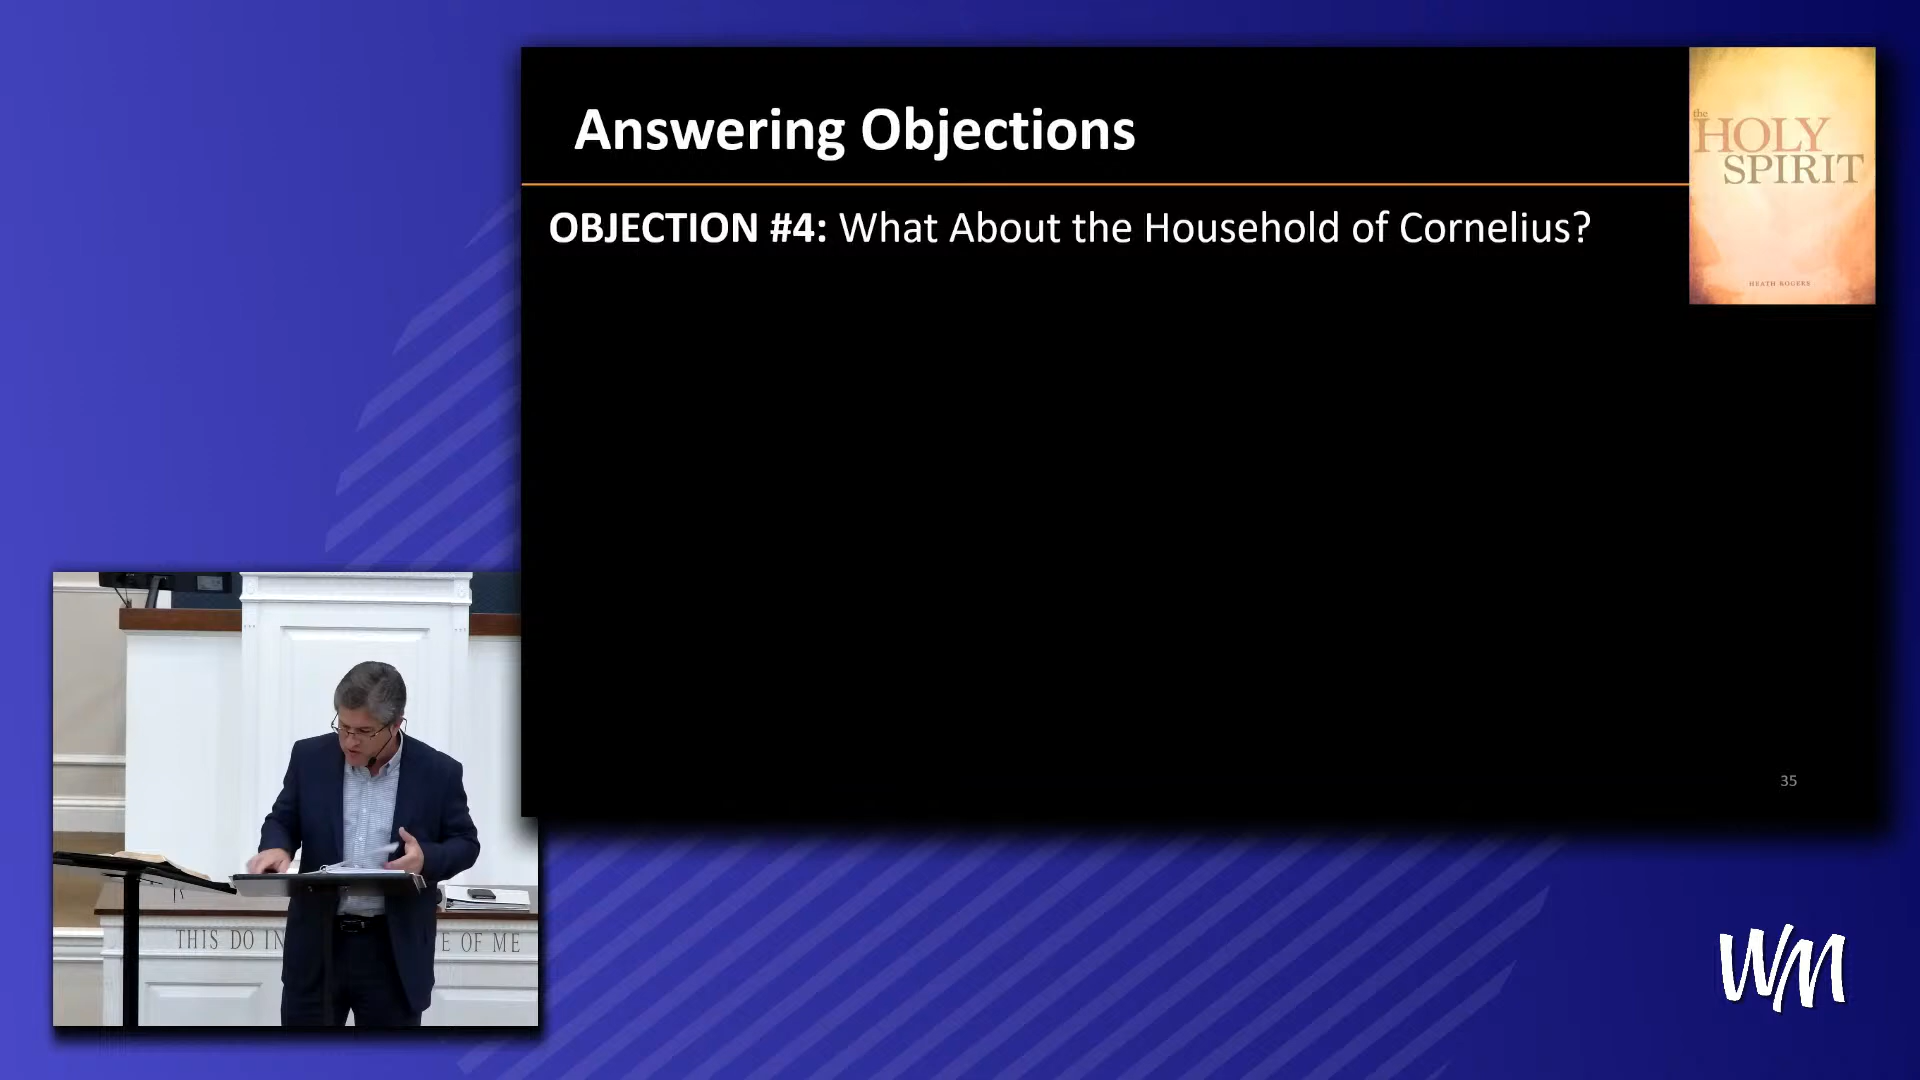 Answering Objections
the
HOLY
SPIRIT
HEATH ROGERS
OBJECTION #4: What About the Household of Cornelius?
35
THIS DO IN E OF ME
WM